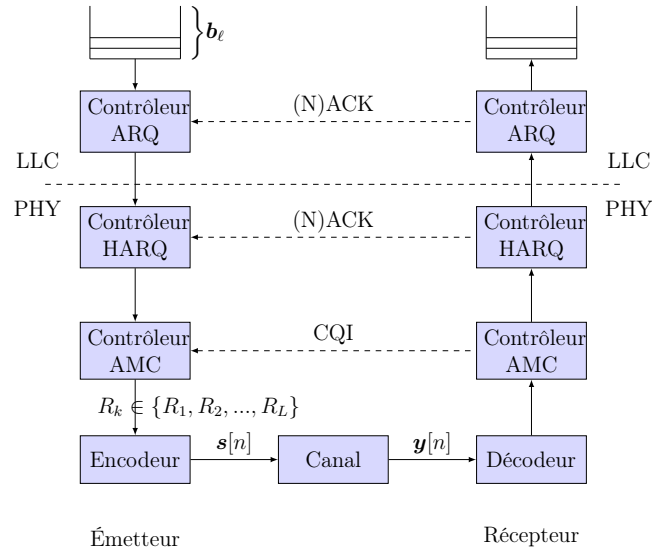 b_ℓ
Contrôleur
ARQ
(N)ACK
Contrôleur
ARQ
LLC
LLC
PHY
PHY
Contrôleur
HARQ
(N)ACK
Contrôleur
HARQ
Contrôleur
AMC
CQI
Contrôleur
AMC
R_k ∈ {R_1, R_2, ..., R_L}
Encodeur
s[n]
Canal
y[n]
Décodeur
Émetteur
Récepteur